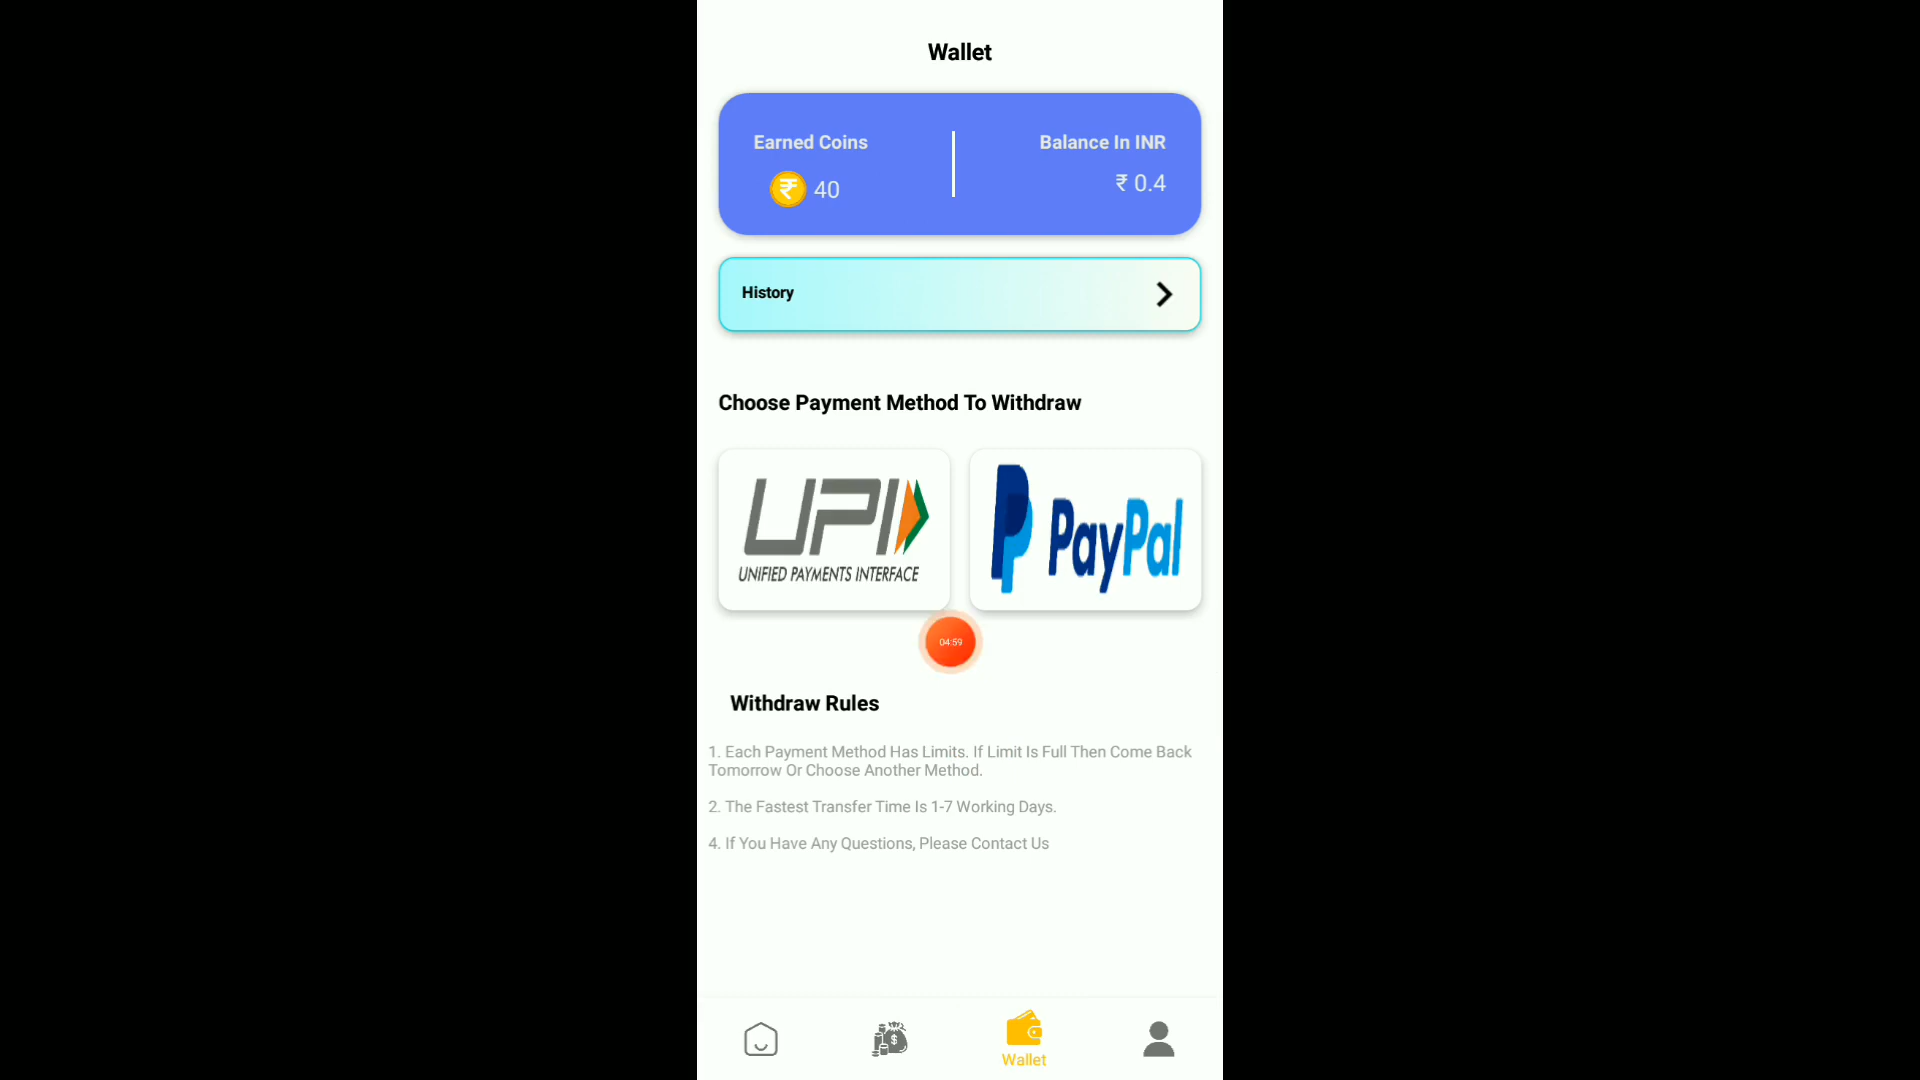 Wallet
Earned Coins
Balance In INR
₹ 40
₹ 0.4
History
Choose Payment Method To Withdraw
UPI
UNIFIED PAYMENTS INTERFACE
P PayPal
04:59
Withdraw Rules
1. Each Payment Method Has Limits. If Limit Is Full Then Come Back
Tomorrow Or Choose Another Method.
2. The Fastest Transfer Time Is 1-7 Working Days.
4. If You Have Any Questions, Please Contact Us
$
Wallet